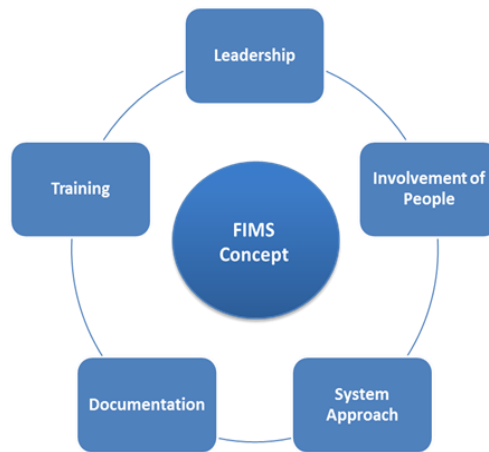 Leadership
Training
Involvement of
People
FIMS
Concept
Documentation
System
Approach